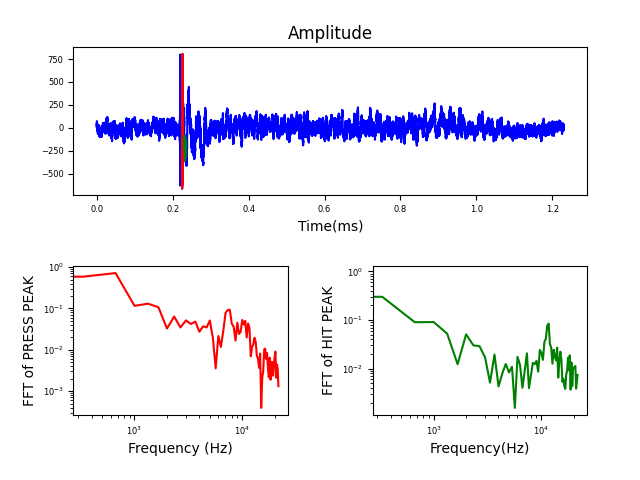 Amplitude
750
500
250
0
−250
−500
0.0 0.2 0.4 0.6 0.8 1.0 1.2
Time(ms)
FFT of PRESS PEAK
10⁰
10⁻¹
10⁻²
10⁻³
10³ 10⁴
Frequency (Hz)
FFT of HIT PEAK
10⁰
10⁻¹
10⁻²
10³ 10⁴
Frequency(Hz)